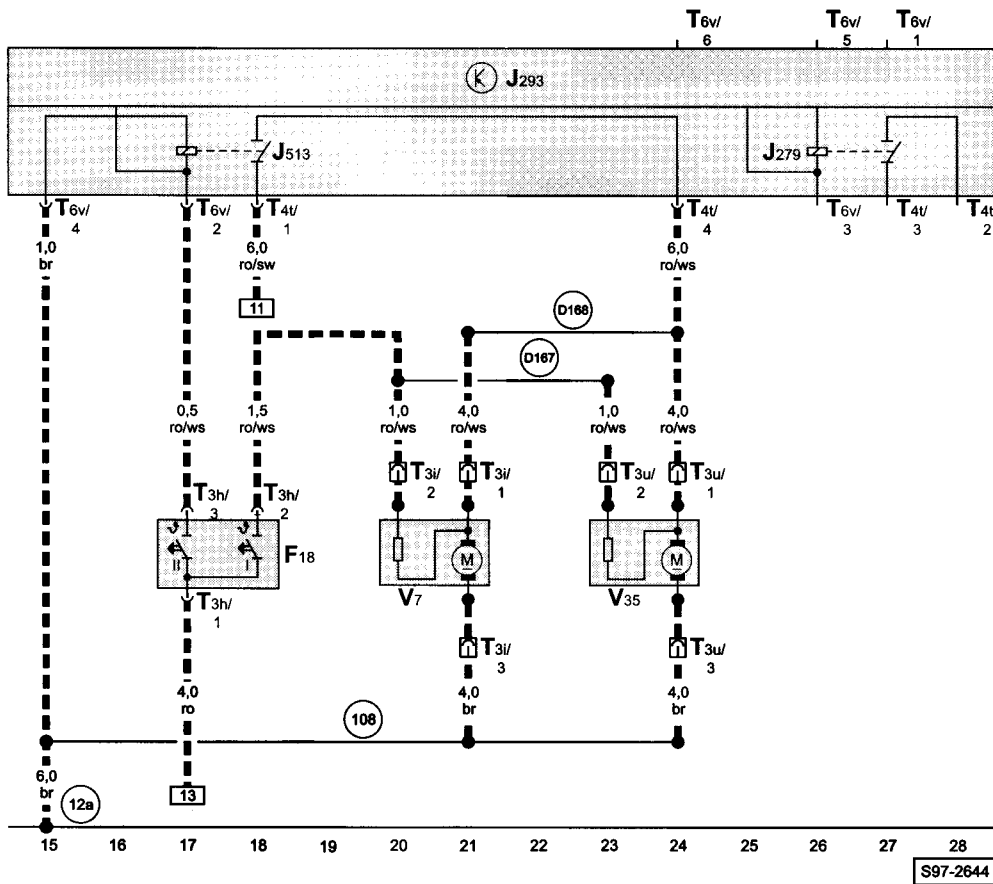 T6v/ 6
T6v/ 5
T6v/ 1
K J293
J513
J279
T6v/ 4
T6v/ 2
T4t/ 1
T4t/ 4
T6v/ 3
T4t/ 3
T4t 2
1,0 br
6,0 ro/sw
6,0 ro/ws
11
D168
D167
0,5 ro/ws
1,5 ro/ws
1,0 ro/ws
4,0 ro/ws
1,0 ro/ws
4,0 ro/ws
T3i/ 2
T3i/ 1
T3u/ 2
T3u/ 1
T3h/ 3
T3h/ 2
II
I
F18
M
M
V7
V35
T3h/ 1
T3i/ 3
T3u/ 3
4,0 ro
4,0 br
4,0 br
108
6,0 br
12a
13
15 16 17 18 19 20 21 22 23 24 25 26 27 28
S97-2644